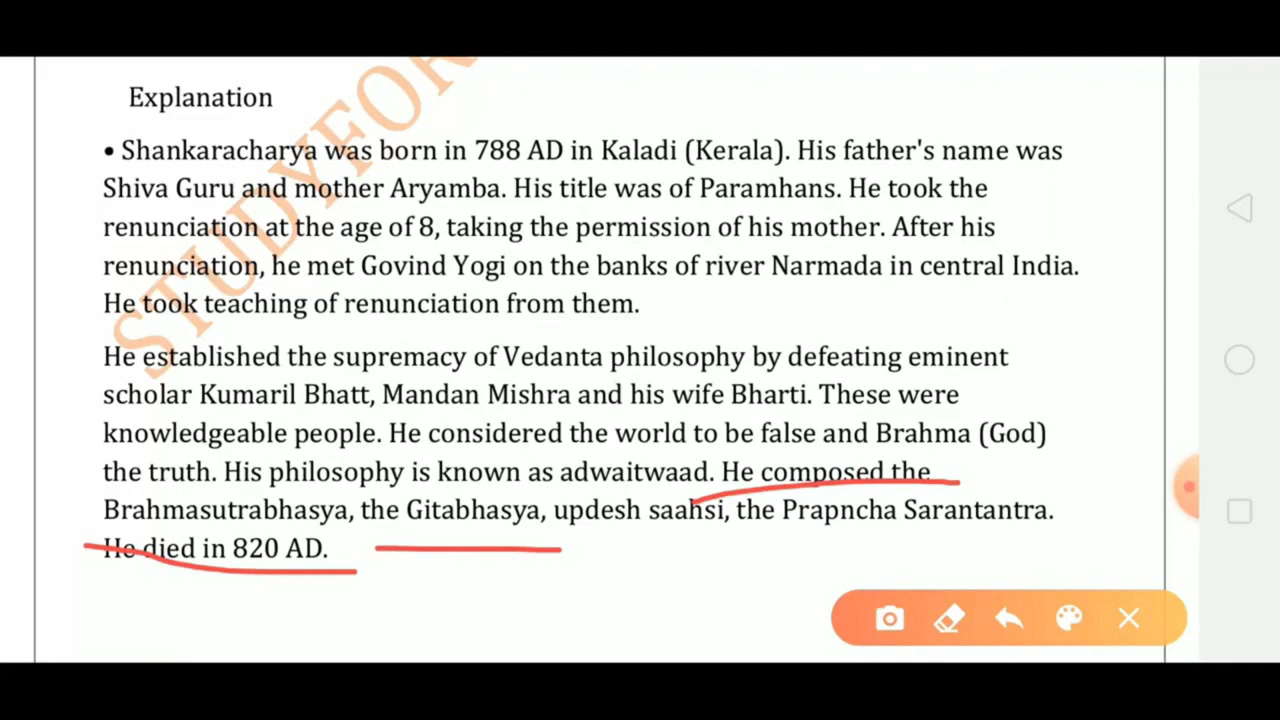 Explanation
• Shankaracharya was born in 788 AD in Kaladi (Kerala). His father's name was
Shiva Guru and mother Aryamba. His title was of Paramhans. He took the
renunciation at the age of 8, taking the permission of his mother. After his
renunciation, he met Govind Yogi on the banks of river Narmada in central India.
He took teaching of renunciation from them.
He established the supremacy of Vedanta philosophy by defeating eminent
scholar Kumaril Bhatt, Mandan Mishra and his wife Bharti. These were
knowledgeable people. He considered the world to be false and Brahma (God)
the truth. His philosophy is known as adwaitwaad. He composed the
Brahmasutrabhasya, the Gitabhasya, updesh saahsi, the Prapncha Sarantantra.
He died in 820 AD.
STUDYFOR